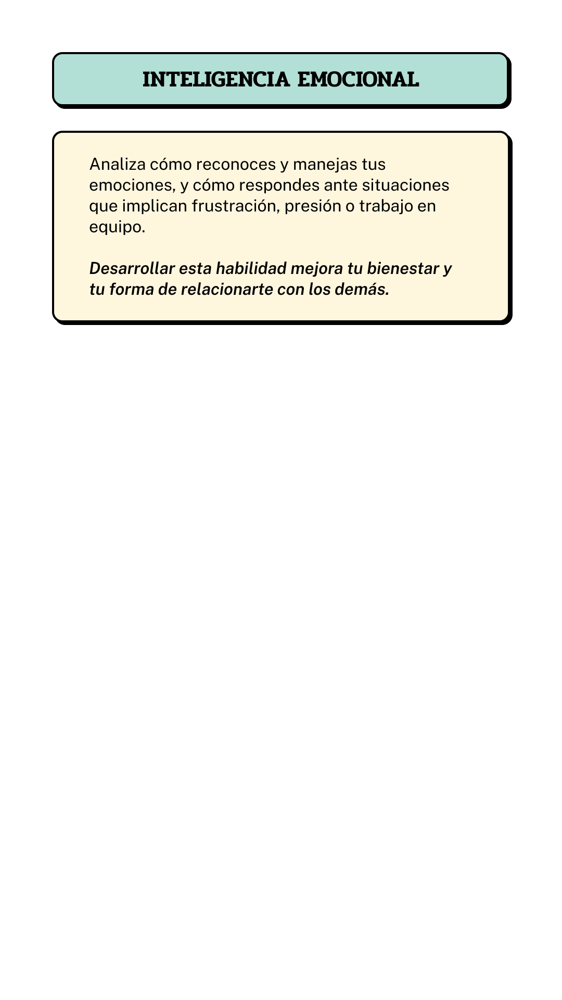 INTELIGENCIA EMOCIONAL
Analiza cómo reconoces y manejas tus
emociones, y cómo respondes ante situaciones
que implican frustración, presión o trabajo en
equipo.
Desarrollar esta habilidad mejora tu bienestar y
tu forma de relacionarte con los demás.